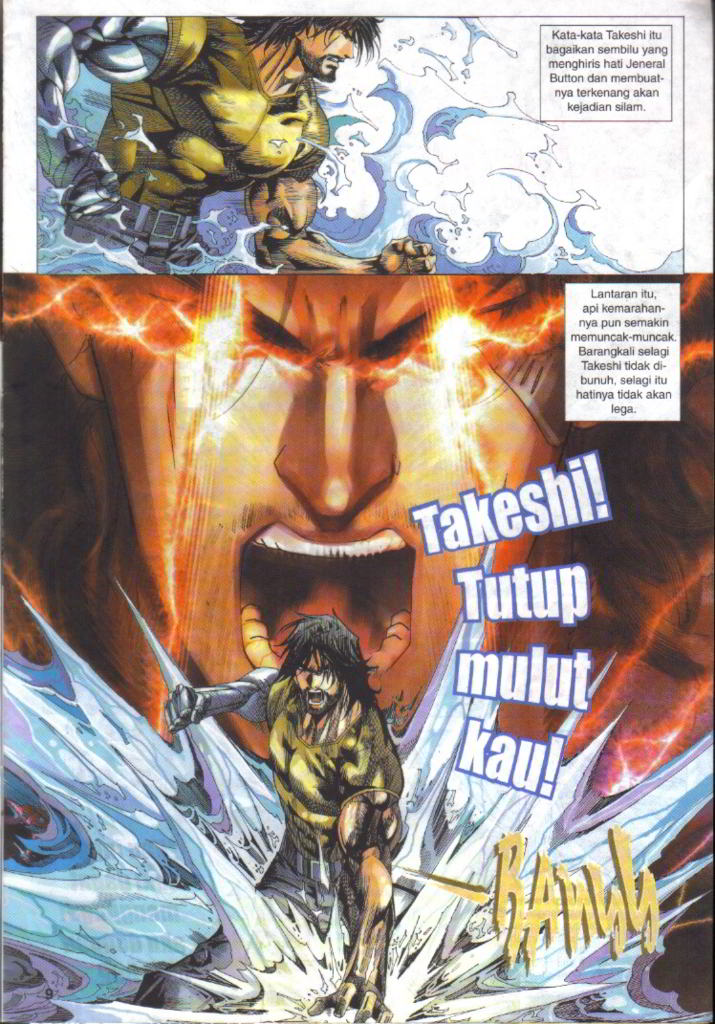 Kata-kata Takeshi itu
bagaikan sembilu yang
menghiris hati Jeneral
Button dan membuat-
nya terkenang akan
kejadian silam.
Lantaran itu,
api kemarahan-
nya pun semakin
memuncak-muncak.
Barangkali selagi
Takeshi tidak di-
bunuh, selagi itu
hatinya tidak akan
lega.
Takeshi!
Tutup
mulut
kau!
9